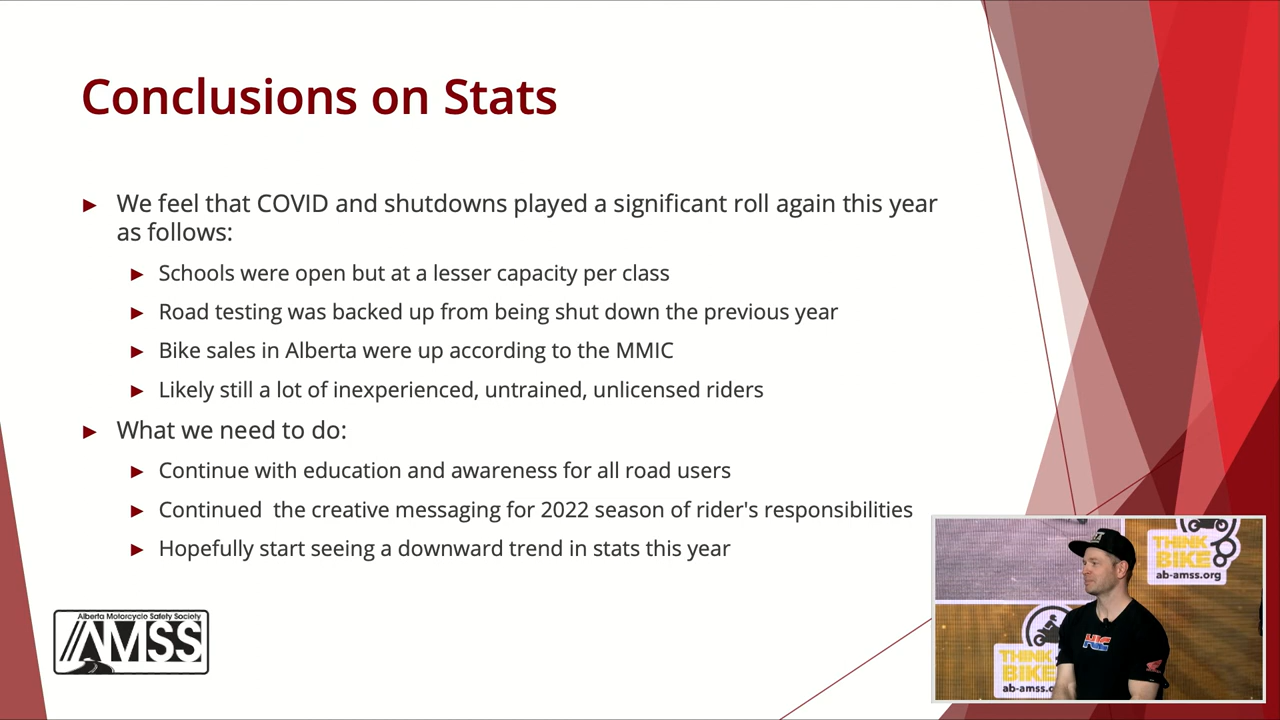 Conclusions on Stats
We feel that COVID and shutdowns played a significant roll again this year
as follows:
Schools were open but at a lesser capacity per class
Road testing was backed up from being shut down the previous year
Bike sales in Alberta were up according to the MMIC
Likely still a lot of inexperienced, untrained, unlicensed riders
What we need to do:
Continue with education and awareness for all road users
Continued  the creative messaging for 2022 season of rider's responsibilities
Hopefully start seeing a downward trend in stats this year
Alberta Motorcycle Safety Society
AMSS
THINK
BIKE
ab-amss.org
THINK
BIKE
ab-amss.o